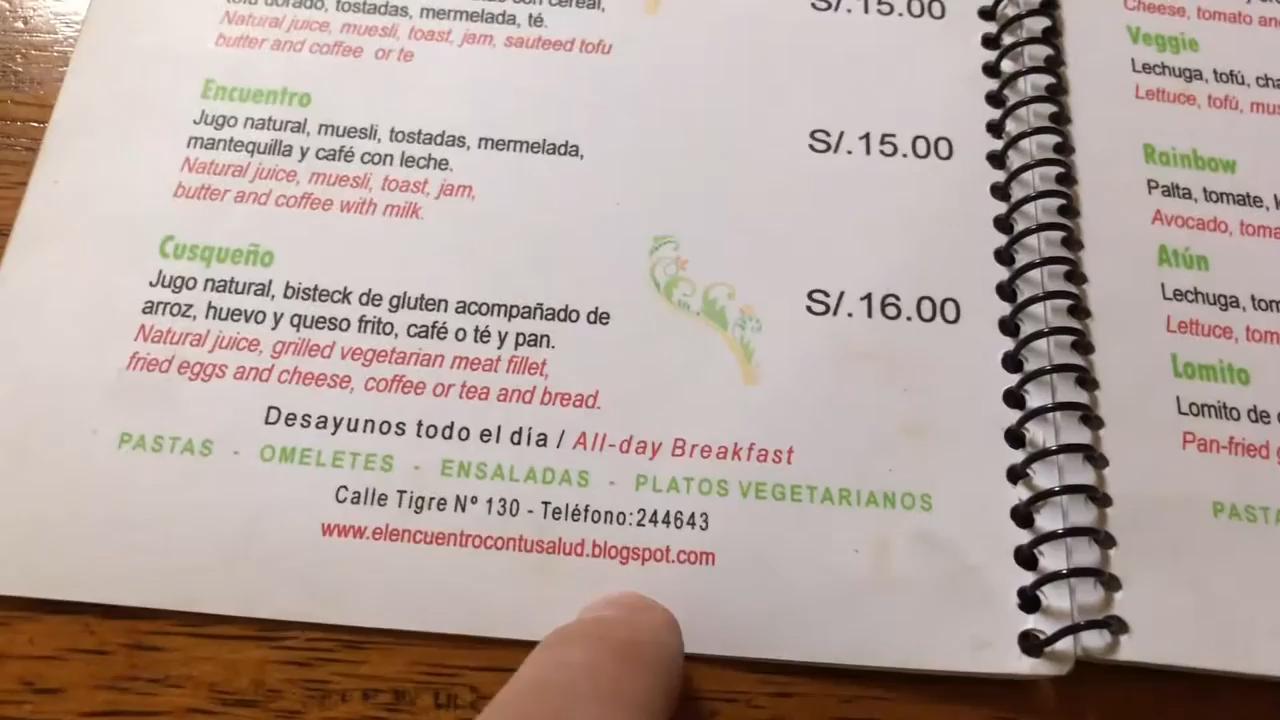 dorado, tostadas, mermelada, té.
Natural juice, muesli, toast, jam, sauteed tofu
butter and coffee or te
S/.15.00
Encuentro
Jugo natural, muesli, tostadas, mermelada,
mantequilla y café con leche.
Natural juice, muesli, toast, jam,
butter and coffee with milk.
S/.15.00
Cusqueño
Jugo natural, bisteck de gluten acompañado de
arroz, huevo y queso frito, café o té y pan.
Natural juice, grilled vegetarian meat fillet,
fried eggs and cheese, coffee or tea and bread.
S/.16.00
Desayunos todo el día / All-day Breakfast
PASTAS - OMELETES - ENSALADAS - PLATOS VEGETARIANOS
Calle Tigre Nº 130 - Teléfono:244643
www.elencuentrocontusalud.blogspot.com
Cheese, tomato
Veggie
Lechuga, tofú,
Lettuce, tofú,
Rainbow
Palta, tomate,
Avocado,
Atún
Lechuga,
Lettuce,
Lomito
Lomito de
Pan-fried